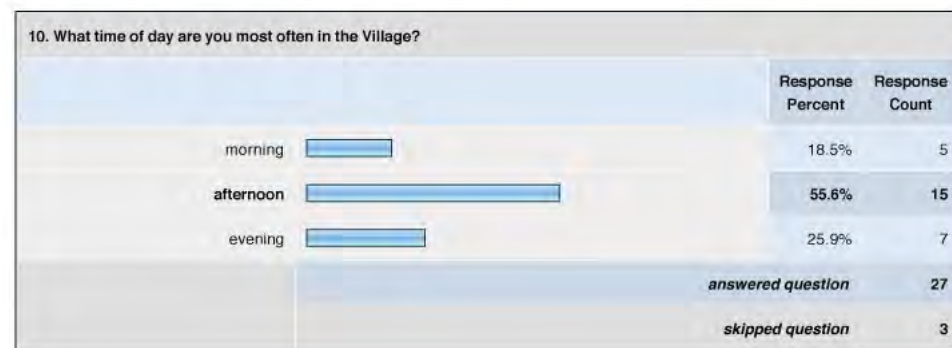 10. What time of day are you most often in the Village?
Response Percent Response Count
morning 18.5% 5
afternoon 55.6% 15
evening 25.9% 7
answered question 27
skipped question 3